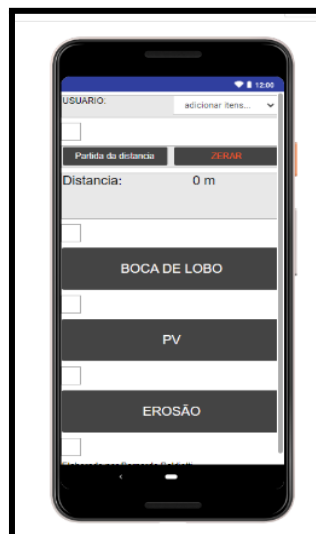 12:00
USUARIO: adicionar itens...
Partida da distancia ZERAR
Distancia: 0 m
BOCA DE LOBO
PV
EROSÃO